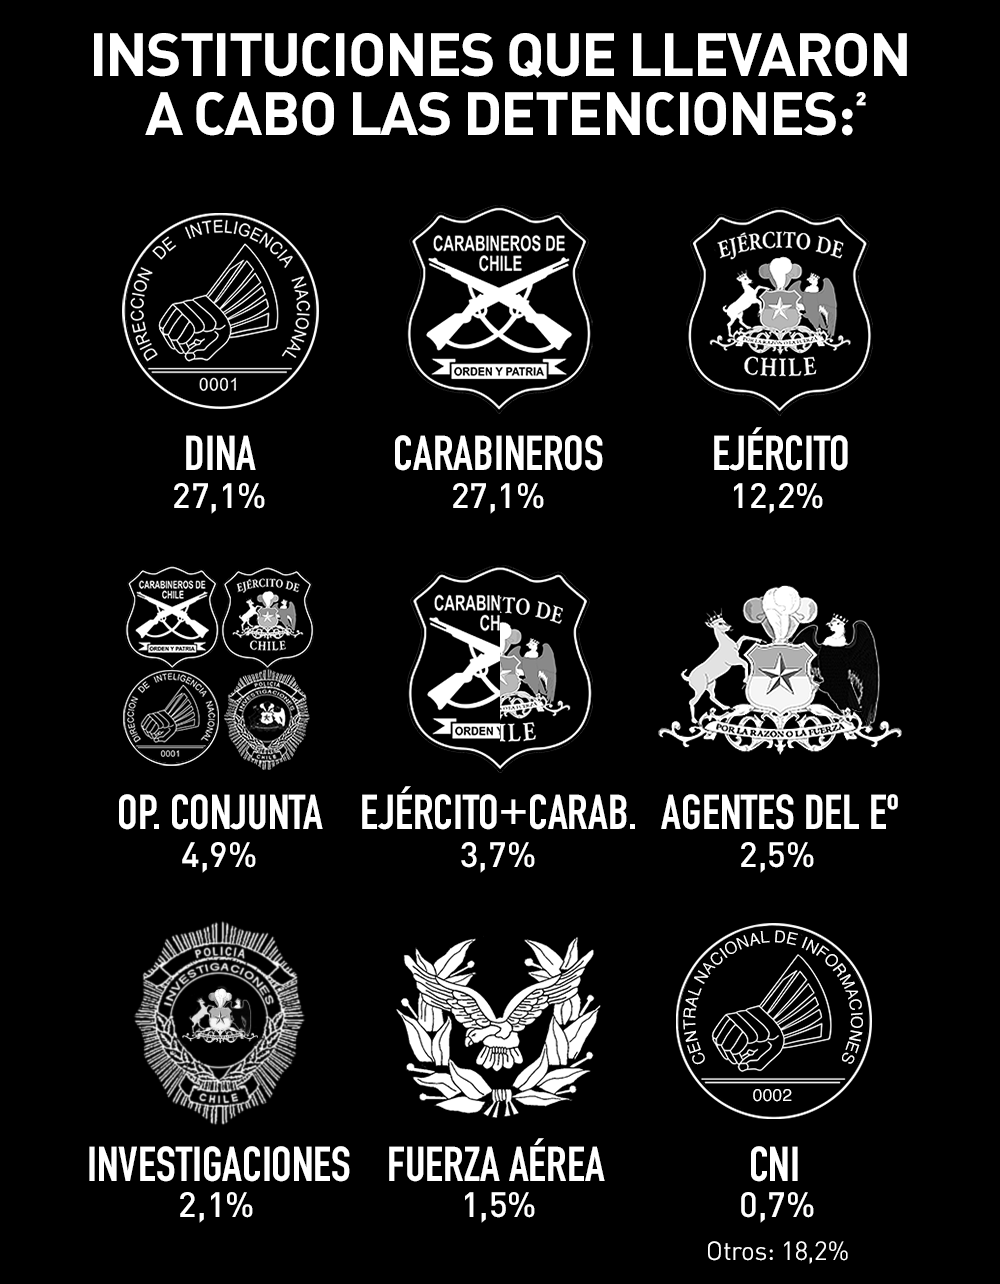 INSTITUCIONES QUE LLEVARON
A CABO LAS DETENCIONES:²
DIRECCION DE INTELIGENCIA NACIONAL
0001
CARABINEROS DE
CHILE
ORDEN Y PATRIA
EJÉRCITO DE
CHILE
DINA
27,1%
CARABINEROS
27,1%
EJÉRCITO
12,2%
CARABINEROS DE
CHILE
ORDEN Y PATRIA
EJÉRCITO DE
CHILE
DIRECCION DE INTELIGENCIA NACIONAL
0001
POLICIA
INVESTIGACIONES
CHILE
CARABINTO DE
CH
ORDEN Y
ILE
POR LA RAZON O LA FUERZA
OP. CONJUNTA
4,9%
EJÉRCITO+CARAB.
3,7%
AGENTES DEL Eº
2,5%
POLICIA
INVESTIGACIONES
CHILE
CENTRAL NACIONAL DE INFORMACIONES
0002
INVESTIGACIONES
2,1%
FUERZA AÉREA
1,5%
CNI
0,7%
Otros: 18,2%